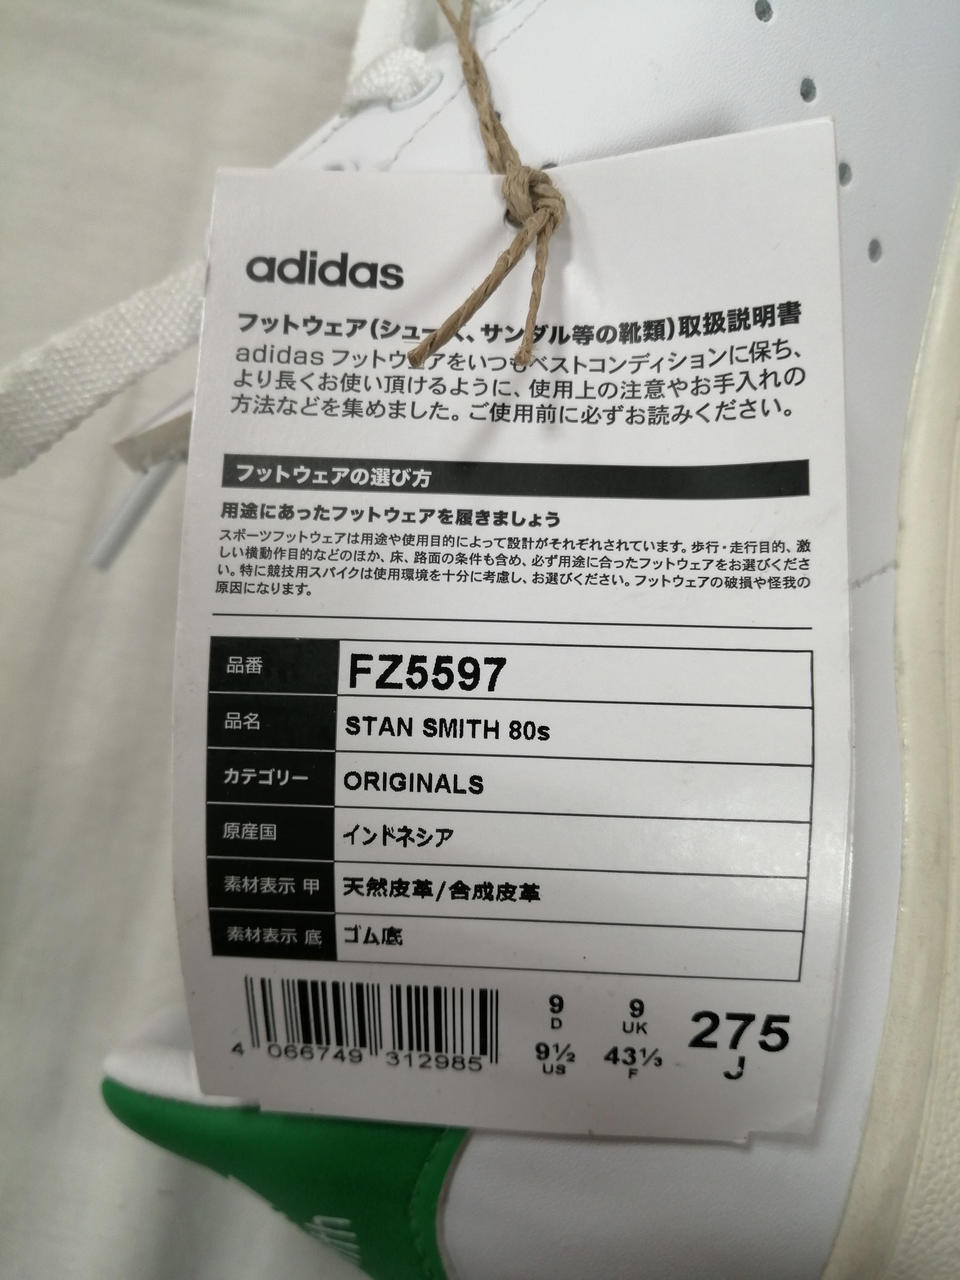 adidas
フットウェア(シューズ、サンダル等の靴類)取扱説明書
adidas フットウェアをいつもベストコンディションに保ち、
より長くお使い頂けるように、使用上の注意やお手入れの
方法などを集めました。ご使用前に必ずお読みください。
フットウェアの選び方
用途にあったフットウェアを履きましょう
スポーツフットウェアは用途や使用目的によって設計がそれぞれされています。歩行・走行目的、激
しい横動作目的などのほか、床、路面の条件も含め、必ず用途に合ったフットウェアをお選びくださ
い。特に競技用スパイクは使用環境を十分に考慮し、お選びください。フットウェアの破損や怪我の
原因になります。
品番 FZ5597
品名 STAN SMITH 80s
カテゴリー ORIGINALS
原産国 インドネシア
素材表示 甲 天然皮革/合成皮革
素材表示 底 ゴム底
9 9 275
D UK J
4 066749 312985
9½ 43⅓
US F